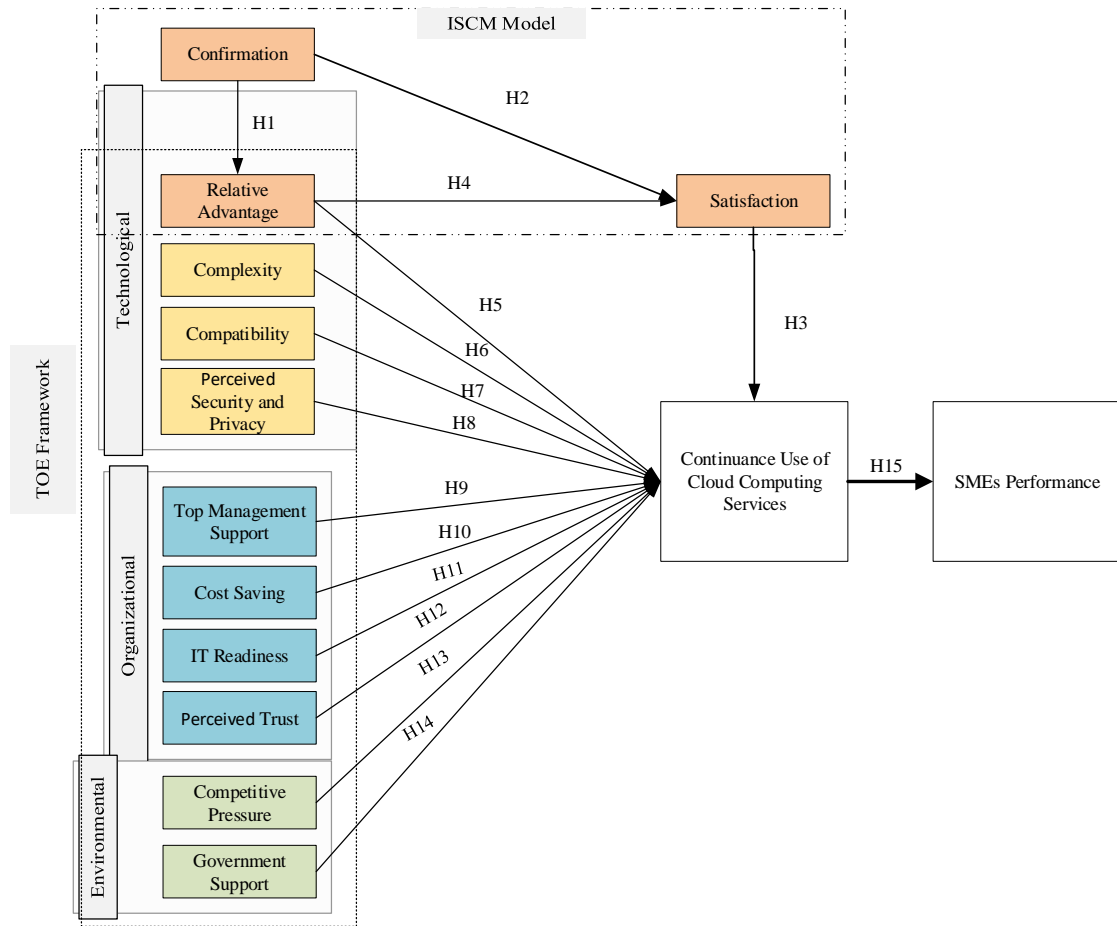 ISCM Model
Confirmation
H2
H1
Relative
Advantage
H4
Satisfaction
Technological
Complexity
H5
H3
Compatibility
H6
H7
Perceived
Security and
Privacy
H8
TOE Framework
Continuance Use of
Cloud Computing
Services
H15
SMEs Performance
Organizational
Top Management
Support
H9
H10
Cost Saving
H11
IT Readiness
H12
Perceived Trust
H13
H14
Environmental
Competitive
Pressure
Government
Support